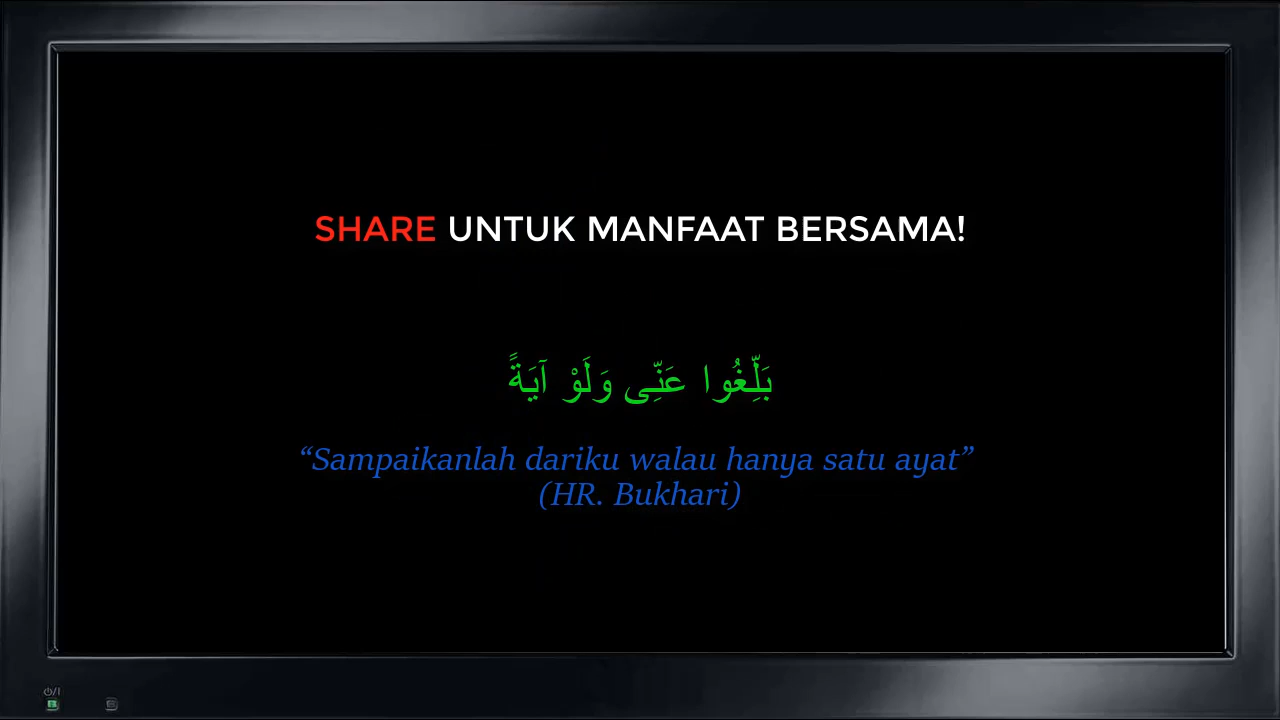 SHARE UNTUK MANFAAT BERSAMA!
بَلِّغُوا عَنِّى وَلَوْ آيَةً
“Sampaikanlah dariku walau hanya satu ayat”
(HR. Bukhari)